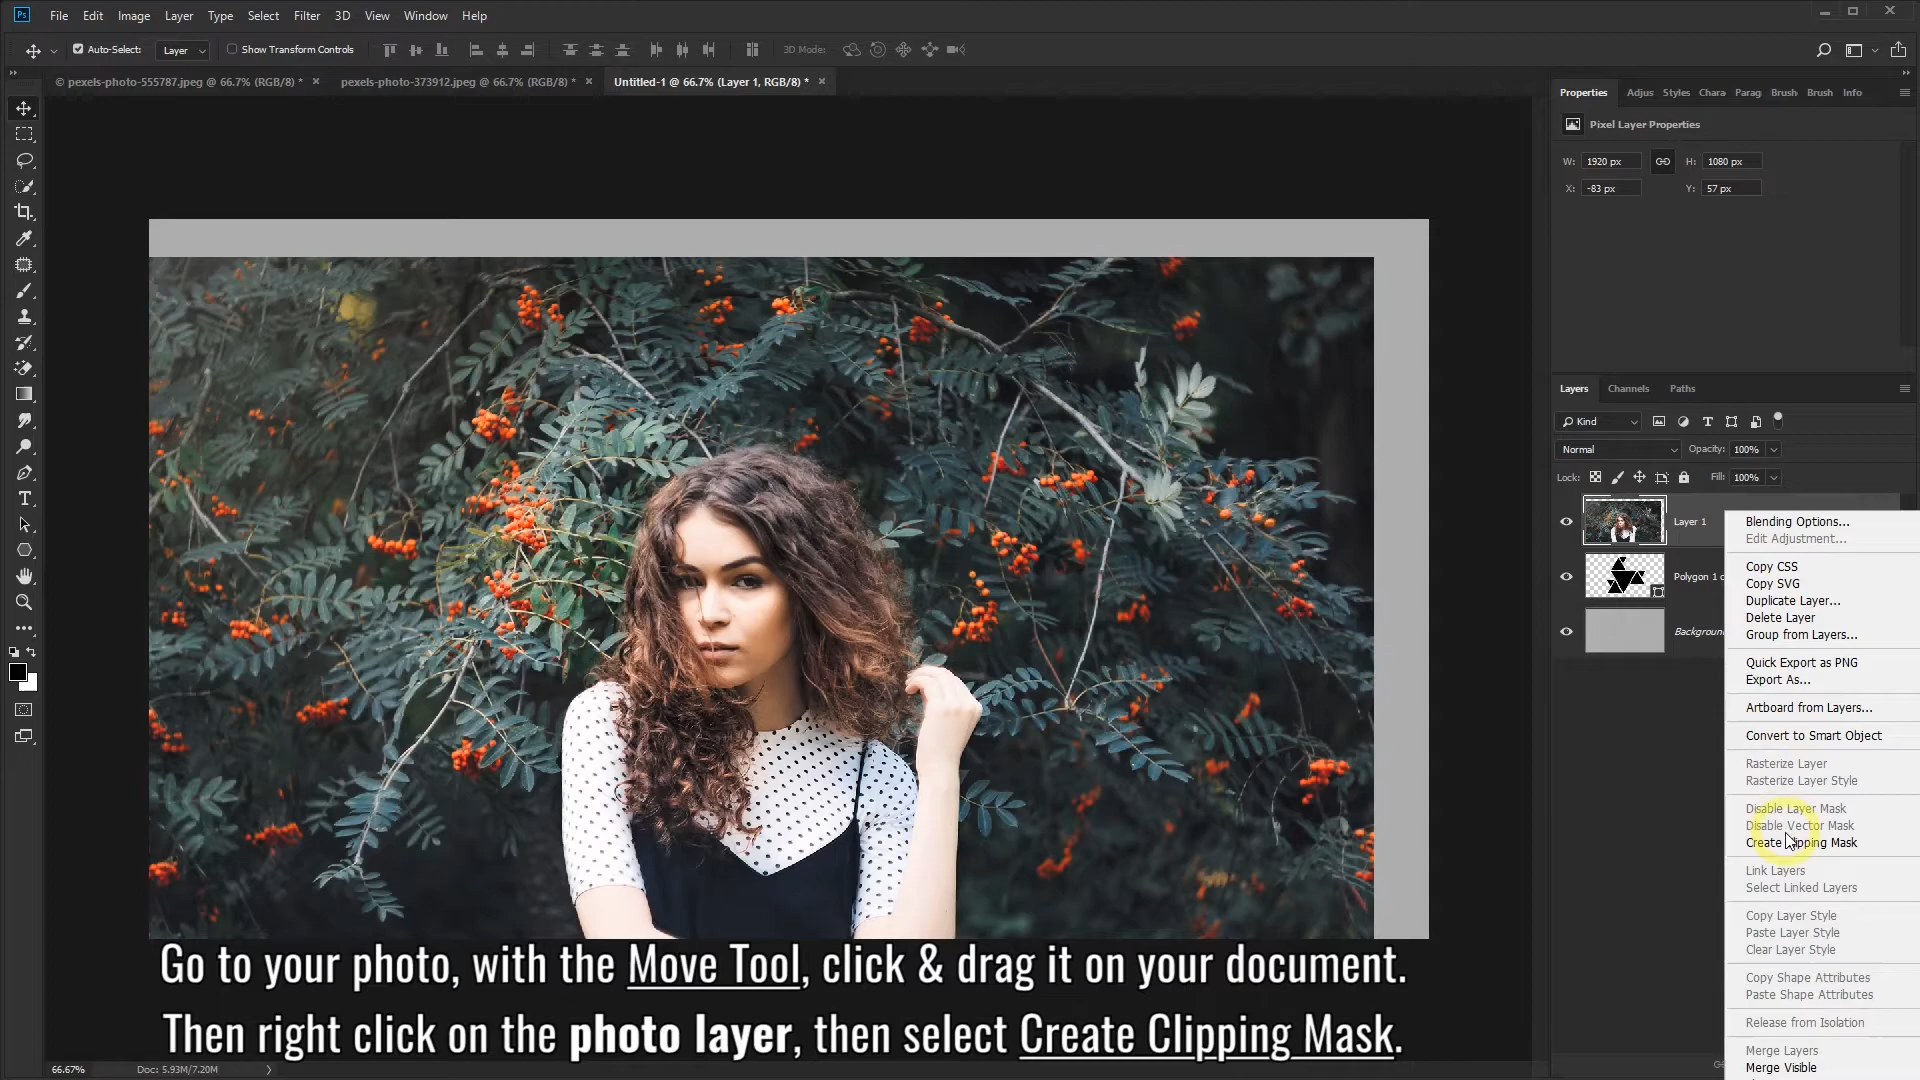 Ps File Edit Image Layer Type Select Filter 3D View Window Help
Auto-Select: Layer Show Transform Controls 3D Mode:
© pexels-photo-555787.jpeg @ 66.7% (RGB/8) * × pexels-photo-373912.jpeg @ 66.7% (RGB/8) * × Untitled-1 @ 66.7% (Layer 1, RGB/8) * ×
Properties Adjus Styles Chara Parag Brush Brush Info
Pixel Layer Properties
W: 1920 px H: 1080 px
X: -83 px Y: 57 px
Layers Channels Paths
Kind
Normal Opacity: 100%
Lock: Fill: 100%
Layer 1
Polygon 1 c
Background
Blending Options...
Edit Adjustment...
Copy CSS
Copy SVG
Duplicate Layer...
Delete Layer
Group from Layers...
Quick Export as PNG
Export As...
Artboard from Layers...
Convert to Smart Object
Rasterize Layer
Rasterize Layer Style
Disable Layer Mask
Disable Vector Mask
Create Clipping Mask
Link Layers
Select Linked Layers
Copy Layer Style
Paste Layer Style
Clear Layer Style
Copy Shape Attributes
Paste Shape Attributes
Release from Isolation
Merge Layers
Merge Visible
Go to your photo, with the Move Tool, click & drag it on your document.
Then right click on the photo layer, then select Create Clipping Mask.
66.67% Doc: 5.93M/7.20M